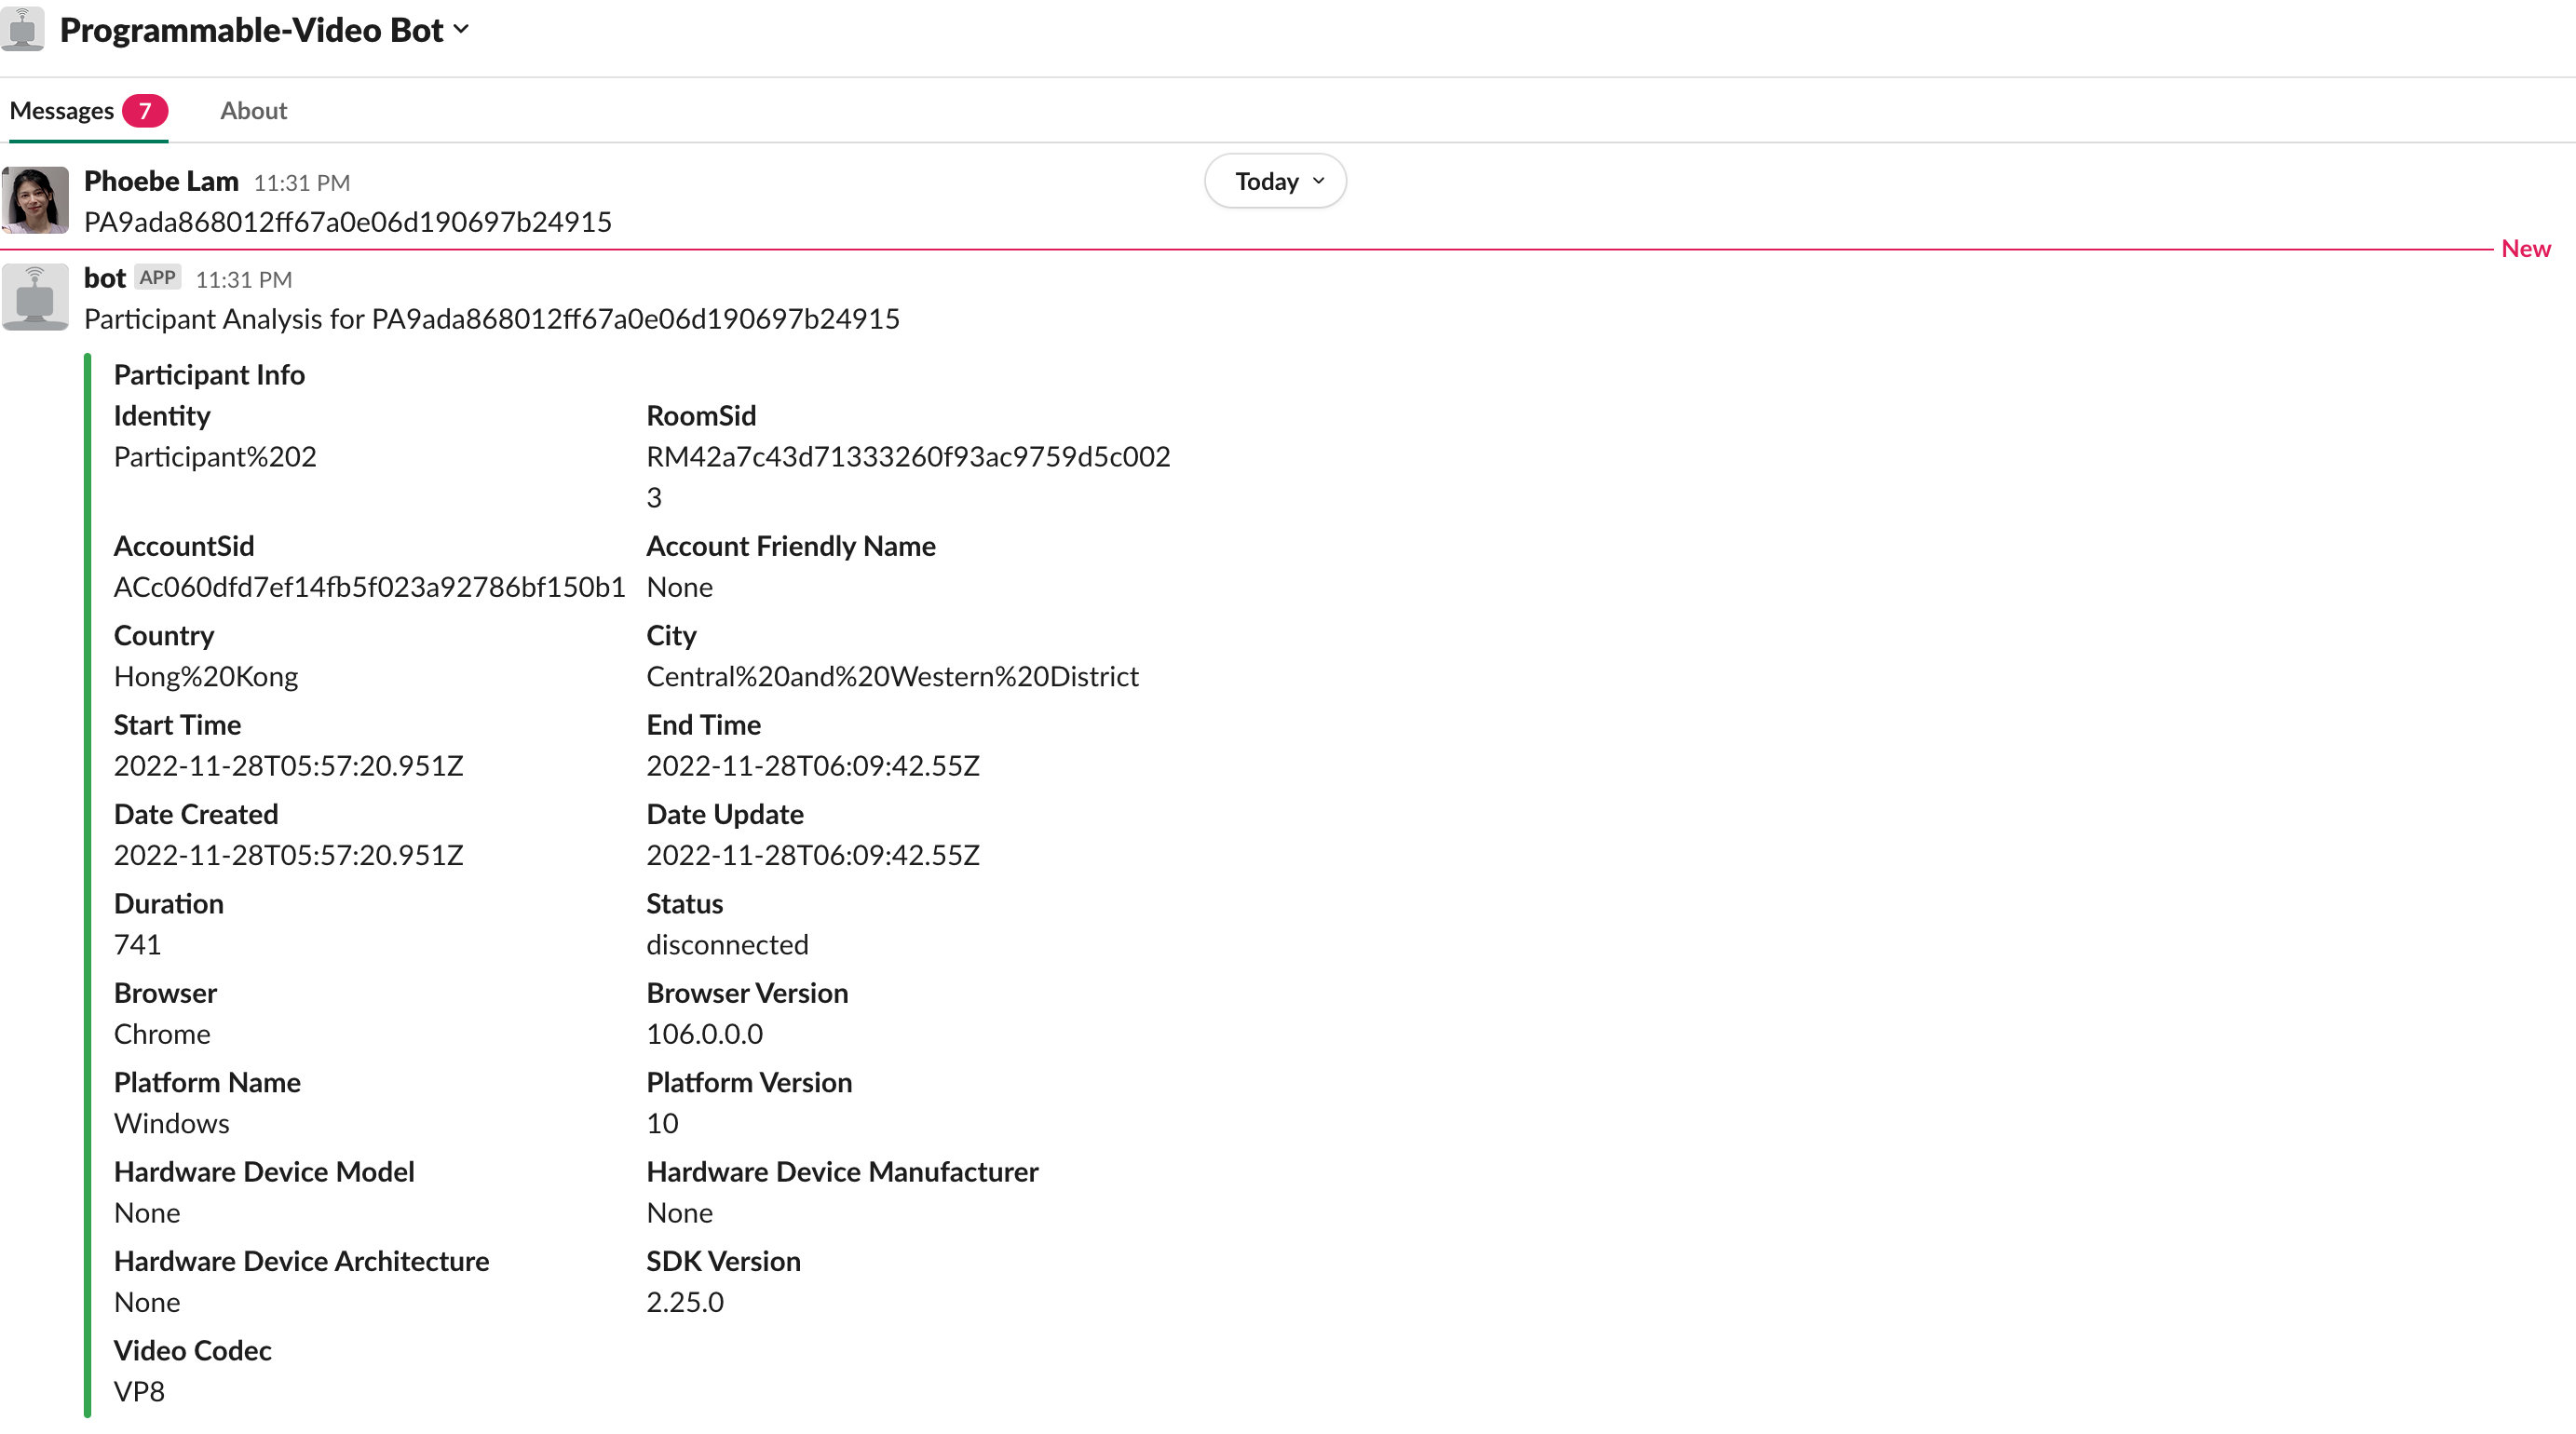 Programmable-Video Bot
Messages 7 About
Today
Phoebe Lam 11:31 PM
PA9ada868012ff67a0e06d190697b24915
New
bot APP 11:31 PM
Participant Analysis for PA9ada868012ff67a0e06d190697b24915
Participant Info
Identity RoomSid
Participant%202 RM42a7c43d71333260f93ac9759d5c002
3
AccountSid Account Friendly Name
ACc060dfd7ef14fb5f023a92786bf150b1 None
Country City
Hong%20Kong Central%20and%20Western%20District
Start Time End Time
2022-11-28T05:57:20.951Z 2022-11-28T06:09:42.55Z
Date Created Date Update
2022-11-28T05:57:20.951Z 2022-11-28T06:09:42.55Z
Duration Status
741 disconnected
Browser Browser Version
Chrome 106.0.0.0
Platform Name Platform Version
Windows 10
Hardware Device Model Hardware Device Manufacturer
None None
Hardware Device Architecture SDK Version
None 2.25.0
Video Codec
VP8